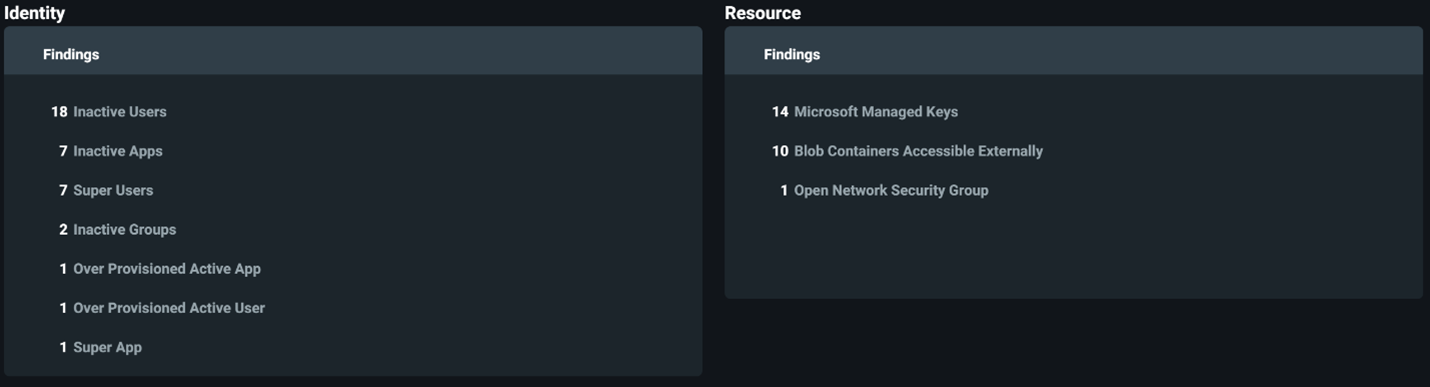 Identity
Findings
18 Inactive Users
7 Inactive Apps
7 Super Users
2 Inactive Groups
1 Over Provisioned Active App
1 Over Provisioned Active User
1 Super App
Resource
Findings
14 Microsoft Managed Keys
10 Blob Containers Accessible Externally
1 Open Network Security Group